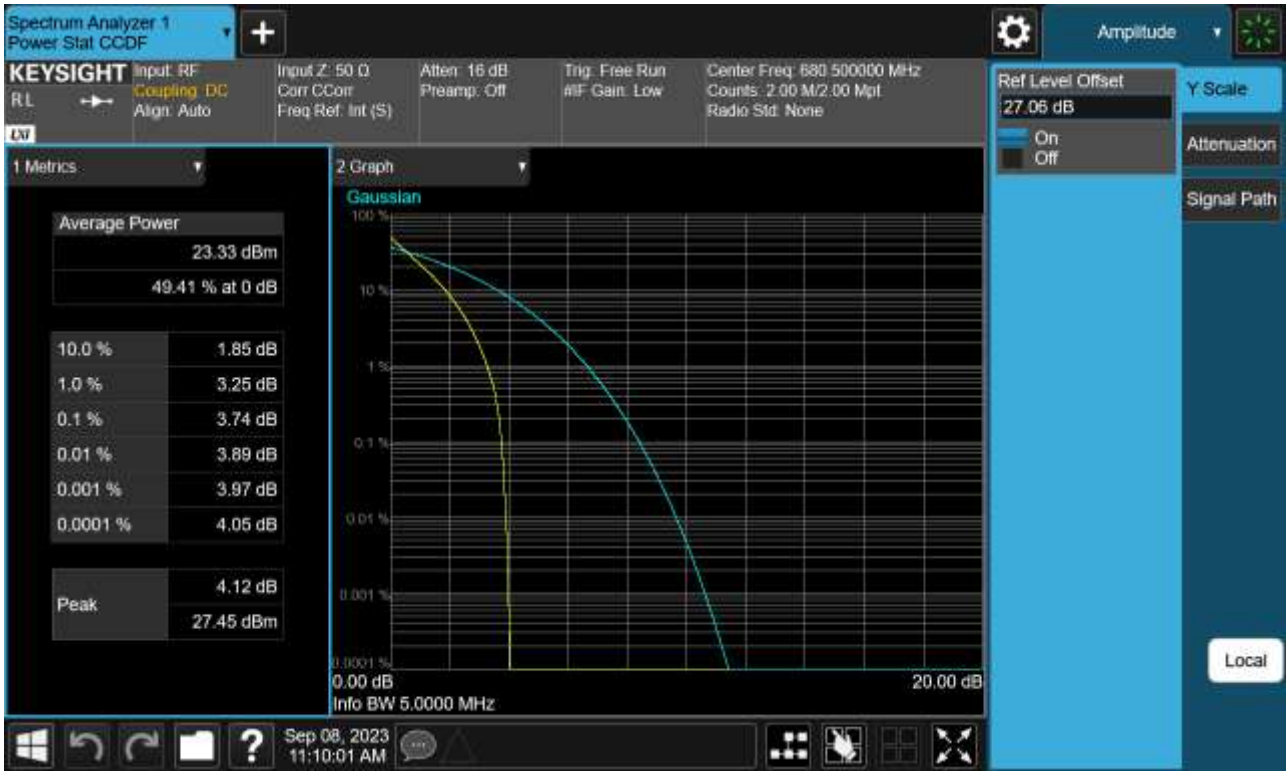 Spectrum Analyzer 1
Power Stat CCDF
+
Amplitude
KEYSIGHT
RL
LXI
Input: RF
Coupling: DC
Align: Auto
Input Z: 50 Ω
Corr CCorr
Freq Ref: Int (S)
Atten: 16 dB
Preamp: Off
Trig: Free Run
#IF Gain: Low
Center Freq: 680.500000 MHz
Counts: 2.00 M/2.00 Mpt
Radio Std: None
Ref Level Offset
27.06 dB
On
Off
Y Scale
Attenuation
Signal Path
Local
1 Metrics
Average Power
23.33 dBm
49.41 % at 0 dB
10.0 % 1.85 dB
1.0 % 3.25 dB
0.1 % 3.74 dB
0.01 % 3.89 dB
0.001 % 3.97 dB
0.0001 % 4.05 dB
Peak 4.12 dB
27.45 dBm
2 Graph
Gaussian
100 %
10 %
1 %
0.1 %
0.01 %
0.001 %
0.0001 %
0.00 dB 20.00 dB
Info BW 5.0000 MHz
?
Sep 08, 2023
11:10:01 AM